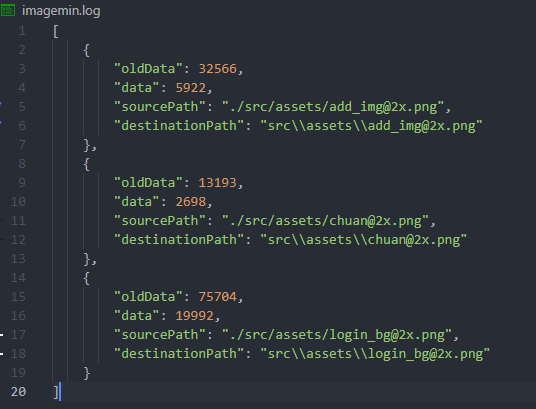 imagemin.log
1 [
2 {
3 "oldData": 32566,
4 "data": 5922,
5 "sourcePath": "./src/assets/add_img@2x.png",
6 "destinationPath": "src\\assets\\add_img@2x.png"
7 },
8 {
9 "oldData": 13193,
10 "data": 2698,
11 "sourcePath": "./src/assets/chuan@2x.png",
12 "destinationPath": "src\\assets\\chuan@2x.png"
13 },
14 {
15 "oldData": 75704,
16 "data": 19992,
17 "sourcePath": "./src/assets/login_bg@2x.png",
18 "destinationPath": "src\\assets\\login_bg@2x.png"
19 }
20 ]